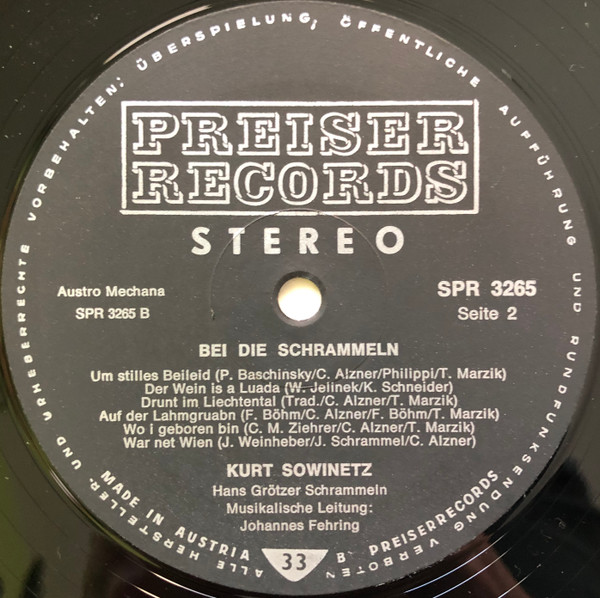 ALLE HERSTELLER- UND URHEBERRECHTE VORBEHALTEN; ÜBERSPIELUNG; ÖFFENTLICHE AUFFÜHRUNG UND RUNDFUNKSENDUNG VERBOTEN
PREISER
RECORDS
STEREO
Austro Mechana
SPR 3265 B
SPR 3265
Seite 2
BEI DIE SCHRAMMELN
Um stilles Beileid (P. Baschinsky/C. Alzner/Philippi/T. Marzik)
Der Wein is a Luada (W. Jelinek/K. Schneider)
Drunt im Liechtental (Trad./C. Alzner/T. Marzik)
Auf der Lahmgruabn (F. Böhm/C. Alzner/F. Böhm/T. Marzik)
Wo i geboren bin (C. M. Ziehrer/C. Alzner/T. Marzik)
War net Wien (J. Weinheber/J. Schrammel/C. Alzner)
KURT SOWINETZ
Hans Grötzer Schrammeln
Musikalische Leitung:
Johannes Fehring
MADE IN AUSTRIA
33
B· PREISERRECORDS